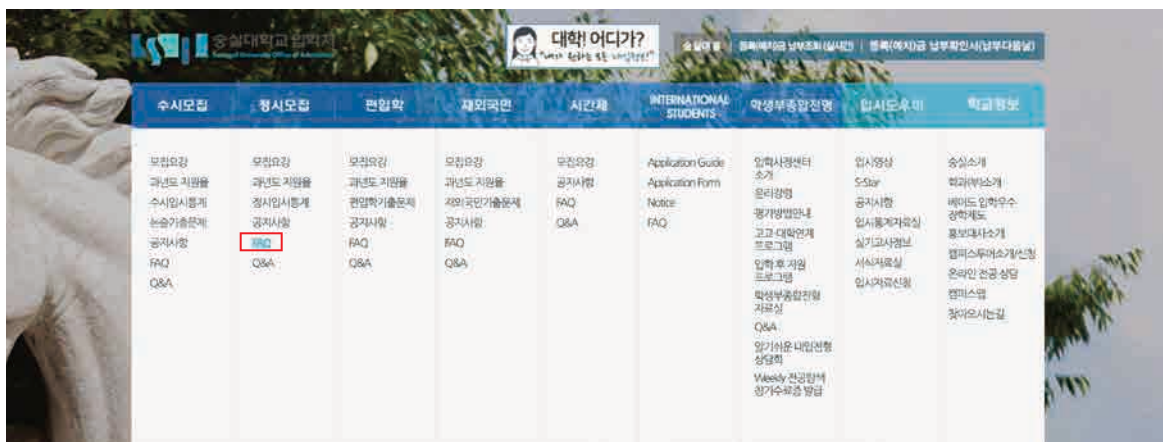 숭실대학교 입학처
Soongsil University Office of Admissions
대학! 어디가?
숭실대학교
등록(예치)금 납부조회 (실시간)
등록(예치)금 납부확인서(납부다음날)
수시모집
정시모집
편입학
재외국민
시간제
INTERNATIONAL
STUDENTS
학생부종합전형
입시도우미
학교정보
모집요강
과년도 지원율
수시입시통계
논술기출문제
공지사항
FAQ
Q&A
모집요강
과년도 지원율
정시입시통계
공지사항
FAQ
Q&A
모집요강
과년도 지원율
편입학기출문제
공지사항
FAQ
Q&A
모집요강
과년도 지원율
재외국민기출문제
공지사항
FAQ
Q&A
모집요강
공지사항
FAQ
Q&A
Application Guide
Application Form
Notice
FAQ
입학사정센터
소개
윤리강령
평가방법안내
고교·대학연계
프로그램
입학 후 지원
프로그램
학생부종합전형
자료실
Q&A
알기쉬운 대입전형
상담회
Weekly 전공탐색
참가수료증 발급
입시영상
S-Star
공지사항
입시통계자료실
실기고사정보
서식자료실
입시자료신청
숭실소개
학과(부)소개
베어드 입학우수
장학제도
홍보대사소개
캠퍼스투어소개/신청
온라인 전공 상담
캠퍼스맵
찾아오시는길